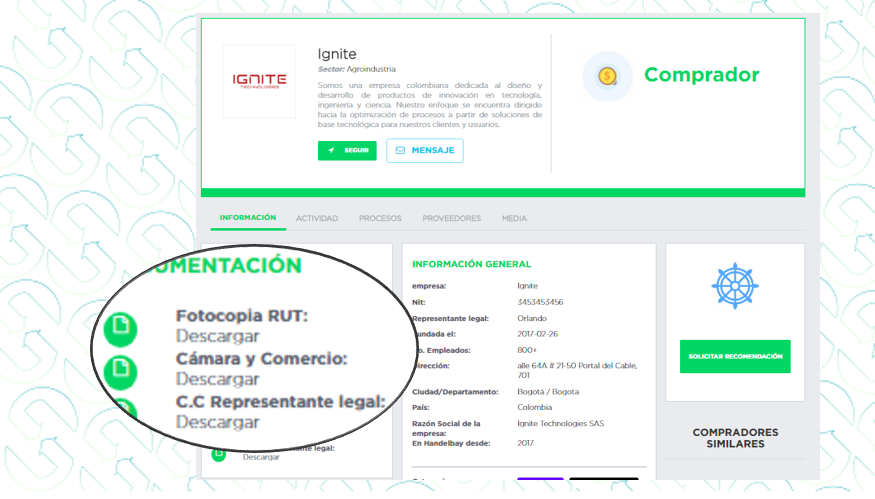 IGNITE
TECHNOLOGIES
Ignite
Sector: Agroindustria
Somos una empresa colombiana dedicada al diseño y
desarrollo de productos de innovación en tecnología,
ingeniería y ciencia. Nuestro enfoque se encuentra dirigido
hacia la optimización de procesos a partir de soluciones de
base tecnológica para nuestros clientes y usuarios.
SEGUIR
MENSAJE
Comprador
INFORMACIÓN
ACTIVIDAD
PROCESOS
PROVEEDORES
MEDIA
UMENTACIÓN
Fotocopia RUT:
Descargar
Cámara y Comercio:
Descargar
C.C Representante legal:
Descargar
nte legal:
Descargar
INFORMACIÓN GENERAL
empresa: Ignite
Nit: 3453453456
Representante legal: Orlando
undada el: 2017-02-26
o. Empleados: 800+
irección: alle 64A # 21-50 Portal del Cable,
701
Ciudad/Departamento: Bogotá / Bogota
País: Colombia
Razón Social de la Ignite Technologies SAS
empresa:
En Handelbay desde: 2017
SOLICITAR RECOMENDACIÓN
COMPRADORES
SIMILARES